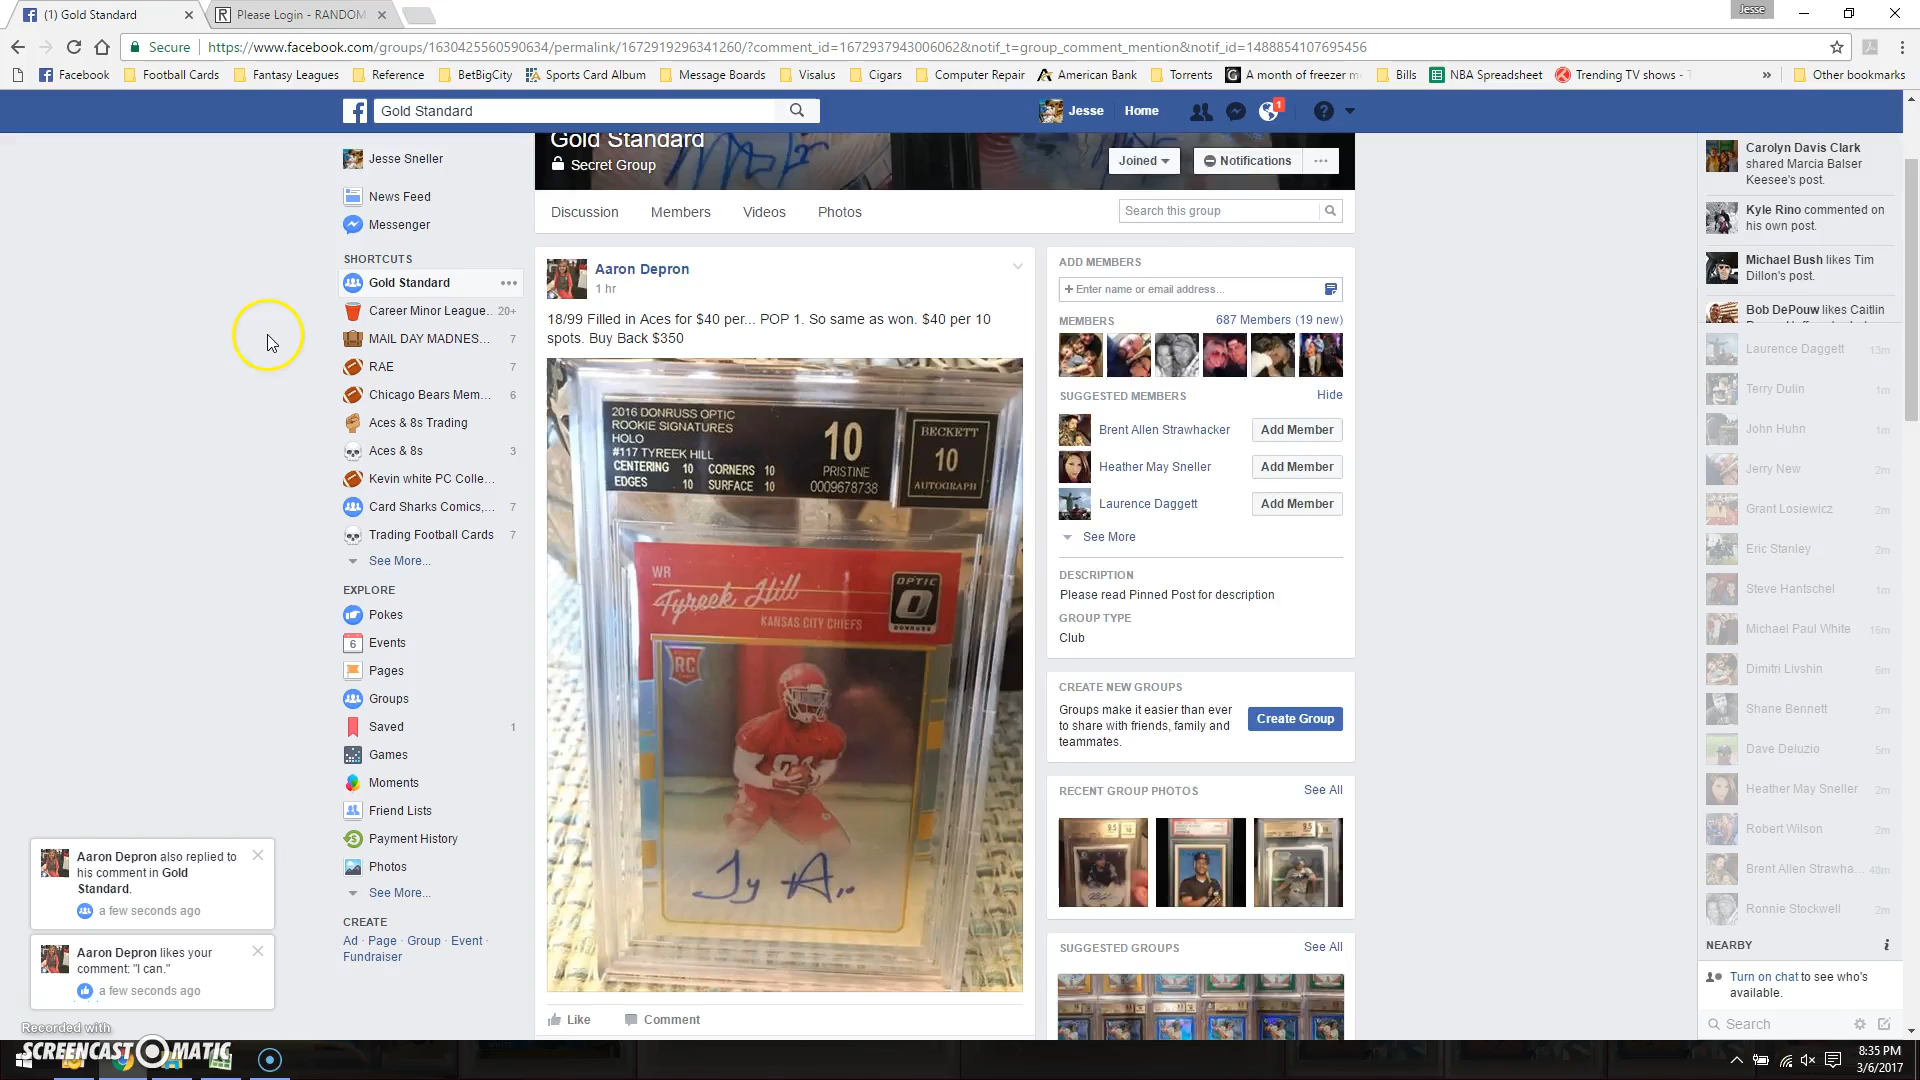 (1) Gold Standard
Please Login - RANDOM
Jesse
Secure
https://www.facebook.com/groups/1630425560590634/permalink/1672919296341260/?comment_id=1672937943006062&notif_t=group_comment_mention&notif_id=1488854107695456
Facebook Football Cards Fantasy Leagues Reference BetBigCity Sports Card Album Message Boards Visalus Cigars Computer Repair American Bank Torrents A month of freezer m Bills NBA Spreadsheet Trending TV shows - » Other bookmarks
Gold Standard
Jesse Home 1
Gold Standard
Secret Group
Joined Notifications
Discussion Members Videos Photos
Search this group
Jesse Sneller
News Feed
Messenger
SHORTCUTS
Gold Standard
Career Minor League... 20+
MAIL DAY MADNES... 7
RAE 7
Chicago Bears Mem... 6
Aces & 8s Trading
Aces & 8s 3
Kevin white PC Colle...
Card Sharks Comics,... 7
Trading Football Cards 7
See More...
EXPLORE
Pokes
6 Events
Pages
Groups
Saved 1
Games
Moments
Friend Lists
Payment History
Photos
See More...
CREATE
Ad · Page · Group · Event ·
Fundraiser
Aaron Depron
1 hr
18/99 Filled in Aces for $40 per... POP 1. So same as won. $40 per 10
spots. Buy Back $350
2016 DONRUSS OPTIC
ROOKIE SIGNATURES
HOLO
#117 TYREEK HILL
CENTERING 10 CORNERS 10
EDGES 10 SURFACE 10
10
PRISTINE
0009678738
BECKETT
10
AUTOGRAPH
WR
Tyreek Hill
KANSAS CITY CHIEFS
OPTIC
DONRUSS
RC
Like Comment
ADD MEMBERS
+ Enter name or email address...
MEMBERS 687 Members (19 new)
SUGGESTED MEMBERS Hide
Brent Allen Strawhacker Add Member
Heather May Sneller Add Member
Laurence Daggett Add Member
See More
DESCRIPTION
Please read Pinned Post for description
GROUP TYPE
Club
CREATE NEW GROUPS
Groups make it easier than ever
to share with friends, family and
teammates.
Create Group
RECENT GROUP PHOTOS See All
SUGGESTED GROUPS See All
Carolyn Davis Clark
shared Marcia Balser
Keesee's post.
Kyle Rino commented on
his own post.
Michael Bush likes Tim
Dillon's post.
Bob DePouw likes Caitlin
Laurence Daggett 13m
Terry Dulin 1m
John Huhn 1m
Jerry New 2m
Grant Losiewicz 2m
Eric Stanley 2m
Steve Hantschel 1m
Michael Paul White 16m
Dimitri Livshin 6m
Shane Bennett 2m
Dave Deluzio 5m
Heather May Sneller 2m
Robert Wilson 2m
Brent Allen Strawha... 48m
Ronnie Stockwell 2m
NEARBY
Turn on chat to see who's
available.
Search
Aaron Depron also replied to
his comment in Gold
Standard.
a few seconds ago
Aaron Depron likes your
comment: "I can."
a few seconds ago
Recorded with
SCREENCAST MATIC
8:35 PM
3/6/2017